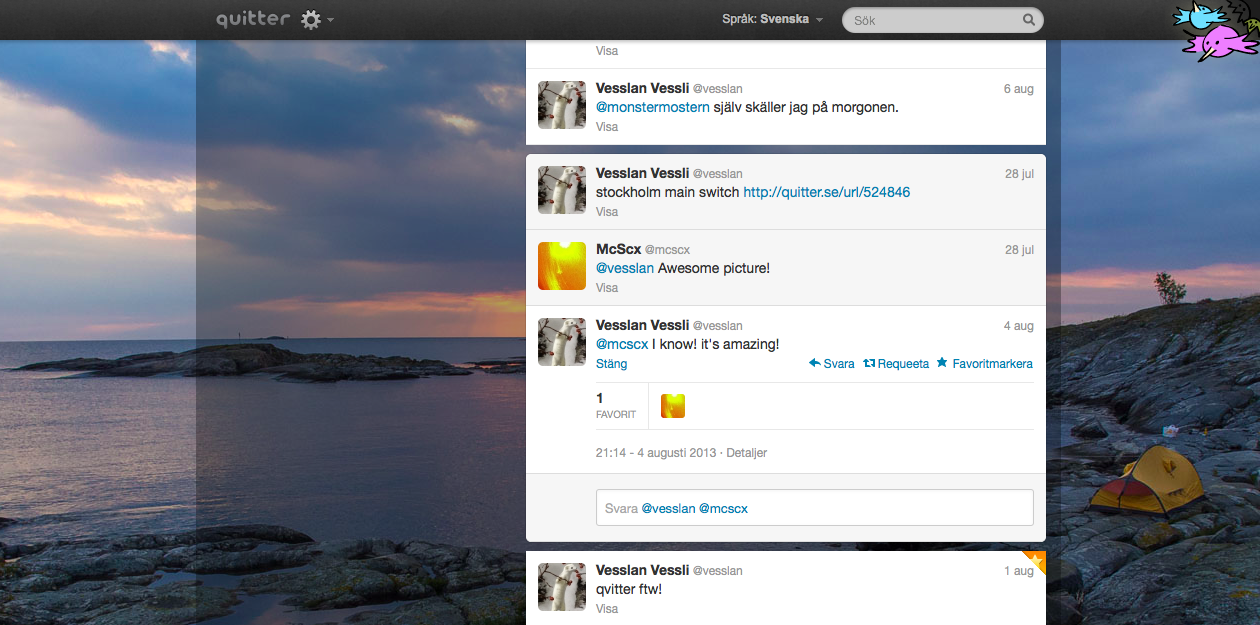 quitter
Språk: Svenska
Sök
Visa
Vesslan Vessli @vesslan 6 aug
@monstermostern själv skäller jag på morgonen.
Visa
Vesslan Vessli @vesslan 28 jul
stockholm main switch http://quitter.se/url/524846
Visa
McScx @mcscx 28 jul
@vesslan Awesome picture!
Visa
Vesslan Vessli @vesslan 4 aug
@mcscx I know! it's amazing!
Stäng Svara Requeeta Favoritmarkera
1
FAVORIT
21:14 - 4 augusti 2013 · Detaljer
Svara @vesslan @mcscx
Vesslan Vessli @vesslan 1 aug
qvitter ftw!
Visa